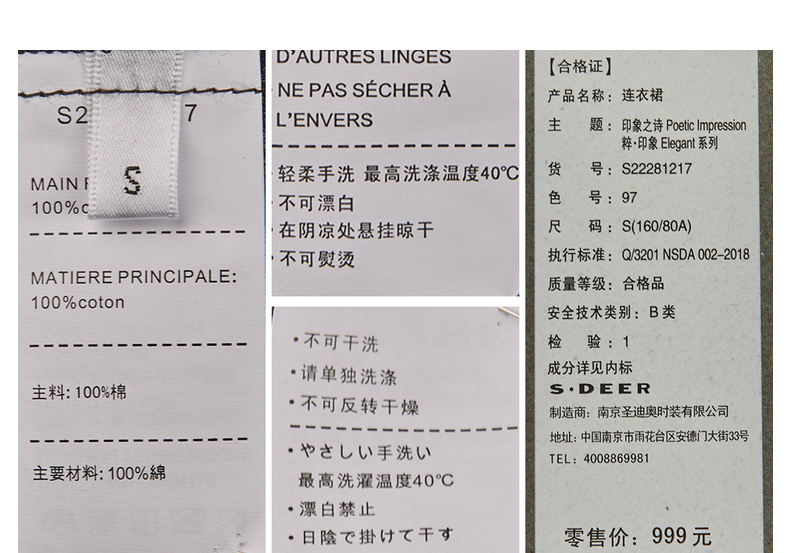 S2
7
S
MAIN
100%
MATIERE PRINCIPALE:
100%coton
主料: 100%棉
主要材料: 100%綿
D'AUTRES LINGES
NE PAS SÉCHER À
L'ENVERS
· 轻柔手洗 最高洗涤温度40℃
· 不可漂白
· 在阴凉处悬挂晾干
· 不可熨烫
• 不可干洗
• 请单独洗涤
• 不可反转干燥
• やさしい手洗い
最高洗濯温度40℃
• 漂白禁止
• 日陰で掛けて干す
【合格证】
产品名称: 连衣裙
主 题: 印象之诗 Poetic Impression
粹·印象 Elegant 系列
货 号: S22281217
色 号: 97
尺 码: S(160/80A)
执行标准: Q/3201 NSDA 002-2018
质量等级: 合格品
安全技术类别: B 类
检 验: 1
成分详见内标
S·DEER
制造商: 南京圣迪奥时装有限公司
地址: 中国南京市雨花台区安德门大街33号
TEL: 4008869981
零售价: 999 元